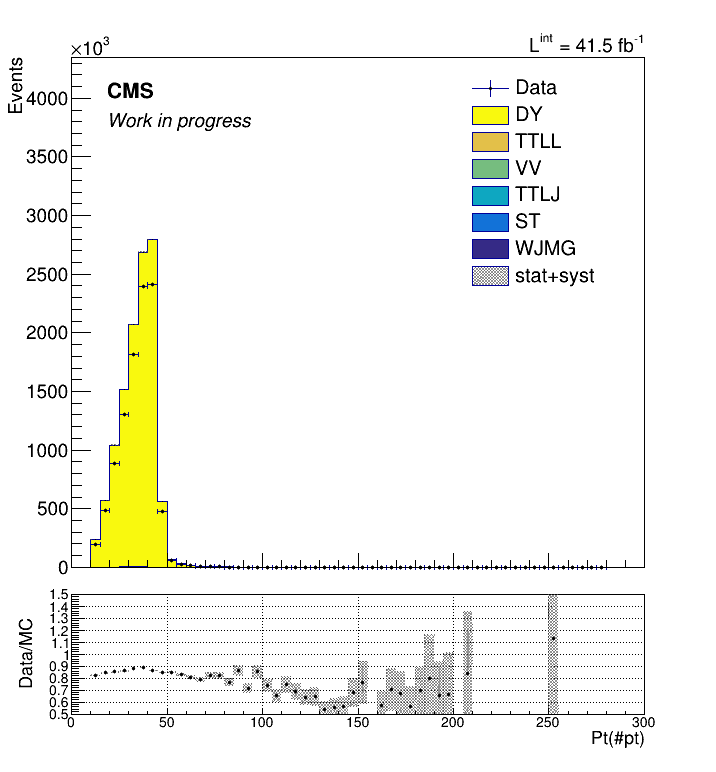 ×10³
L^int = 41.5 fb⁻¹
Events
CMS
Work in progress
Data
DY
TTLL
VV
TTLJ
ST
WJMG
stat+syst
4000
3500
3000
2500
2000
1500
1000
500
0
Data/MC
1.5
1.4
1.3
1.2
1.1
1
0.9
0.8
0.7
0.6
0.5
0 50 100 150 200 250 300
Pt(#pt)